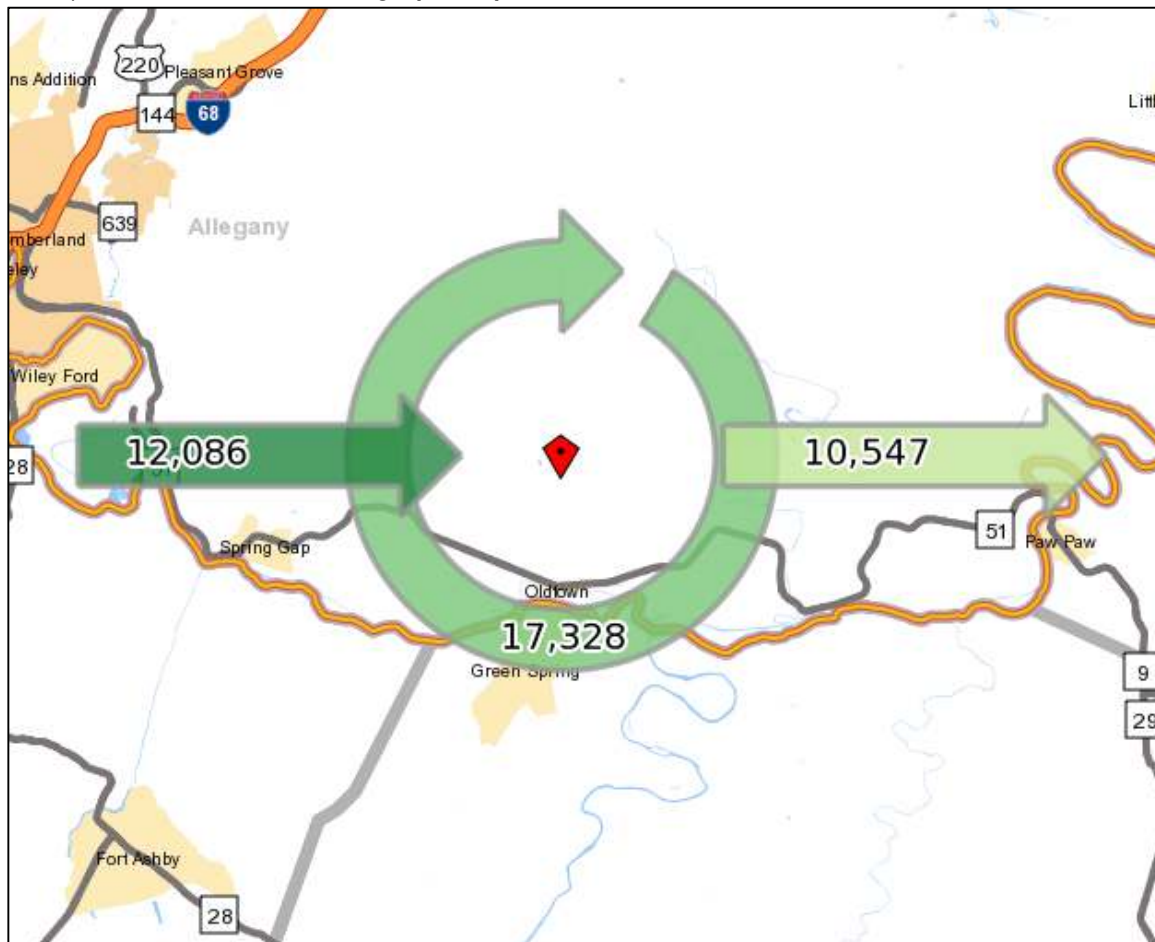 220
Pleasant Grove
ns Addition
144
68
Littl
639
Allegany
mberland
eley
Wiley Ford
28
12,086
10,547
51
Spring Gap
Paw Paw
Oldtown
17,328
Green Spring
9
29
Fort Ashby
28